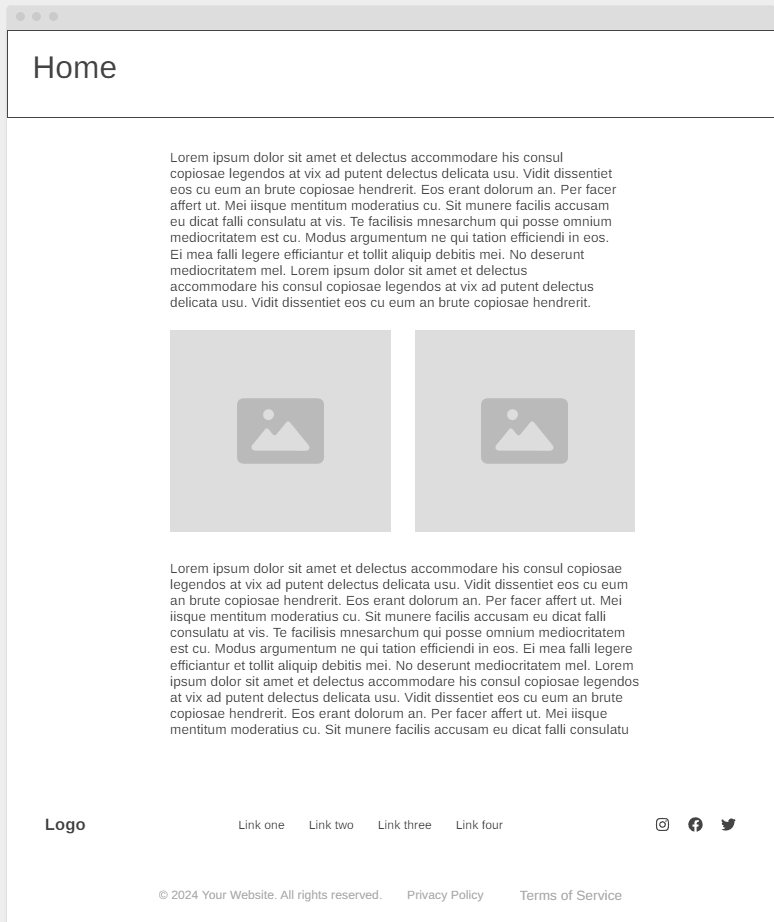 Home
Lorem ipsum dolor sit amet et delectus accommodare his consul
copiosae legendos at vix ad putent delectus delicata usu. Vidit dissentiet
eos cu eum an brute copiosae hendrerit. Eos erant dolorum an. Per facer
affert ut. Mei iisque mentitum moderatius cu. Sit munere facilis accusam
eu dicat falli consulatu at vis. Te facilisis mnesarchum qui posse omnium
mediocritatem est cu. Modus argumentum ne qui tation efficiendi in eos.
Ei mea falli legere efficiantur et tollit aliquip debitis mei. No deserunt
mediocritatem mel. Lorem ipsum dolor sit amet et delectus
accommodare his consul copiosae legendos at vix ad putent delectus
delicata usu. Vidit dissentiet eos cu eum an brute copiosae hendrerit.
Lorem ipsum dolor sit amet et delectus accommodare his consul copiosae
legendos at vix ad putent delectus delicata usu. Vidit dissentiet eos cu eum
an brute copiosae hendrerit. Eos erant dolorum an. Per facer affert ut. Mei
iisque mentitum moderatius cu. Sit munere facilis accusam eu dicat falli
consulatu at vis. Te facilisis mnesarchum qui posse omnium mediocritatem
est cu. Modus argumentum ne qui tation efficiendi in eos. Ei mea falli legere
efficiantur et tollit aliquip debitis mei. No deserunt mediocritatem mel. Lorem
ipsum dolor sit amet et delectus accommodare his consul copiosae legendos
at vix ad putent delectus delicata usu. Vidit dissentiet eos cu eum an brute
copiosae hendrerit. Eos erant dolorum an. Per facer affert ut. Mei iisque
mentitum moderatius cu. Sit munere facilis accusam eu dicat falli consulatu
Logo Link one Link two Link three Link four
© 2024 Your Website. All rights reserved. Privacy Policy Terms of Service